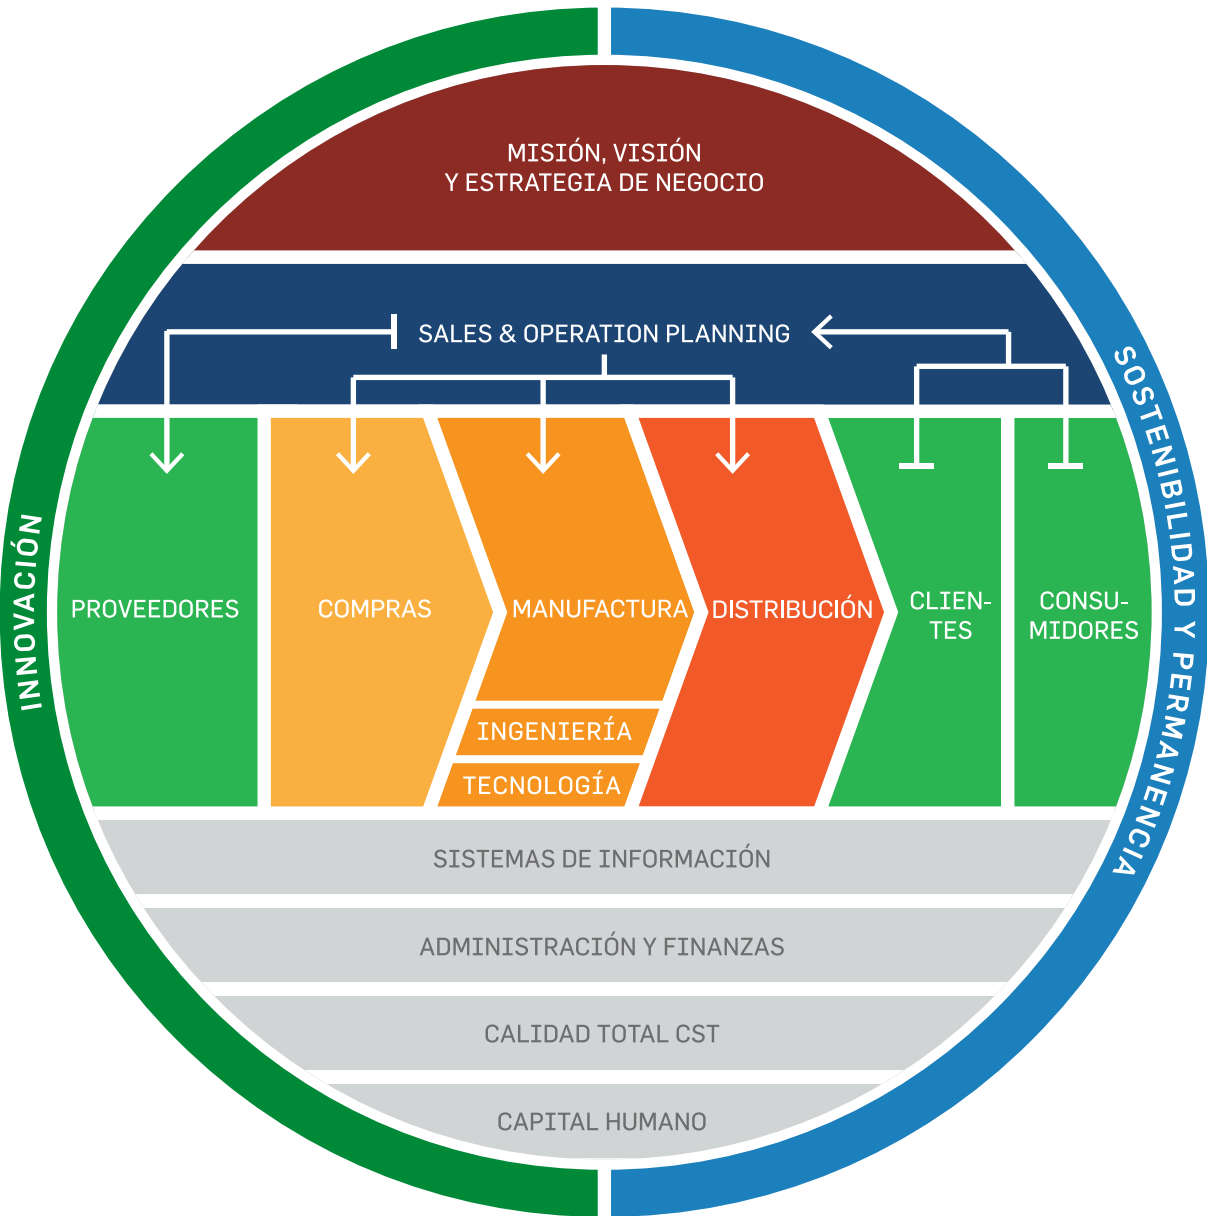 MISIÓN, VISIÓN
Y ESTRATEGIA DE NEGOCIO
SALES & OPERATION PLANNING
INNOVACIÓN
SOSTENIBILIDAD Y PERMANENCIA
PROVEEDORES
COMPRAS
MANUFACTURA
DISTRIBUCIÓN
CLIEN-
TES
CONSU-
MIDORES
INGENIERÍA
TECNOLOGÍA
SISTEMAS DE INFORMACIÓN
ADMINISTRACIÓN Y FINANZAS
CALIDAD TOTAL CST
CAPITAL HUMANO